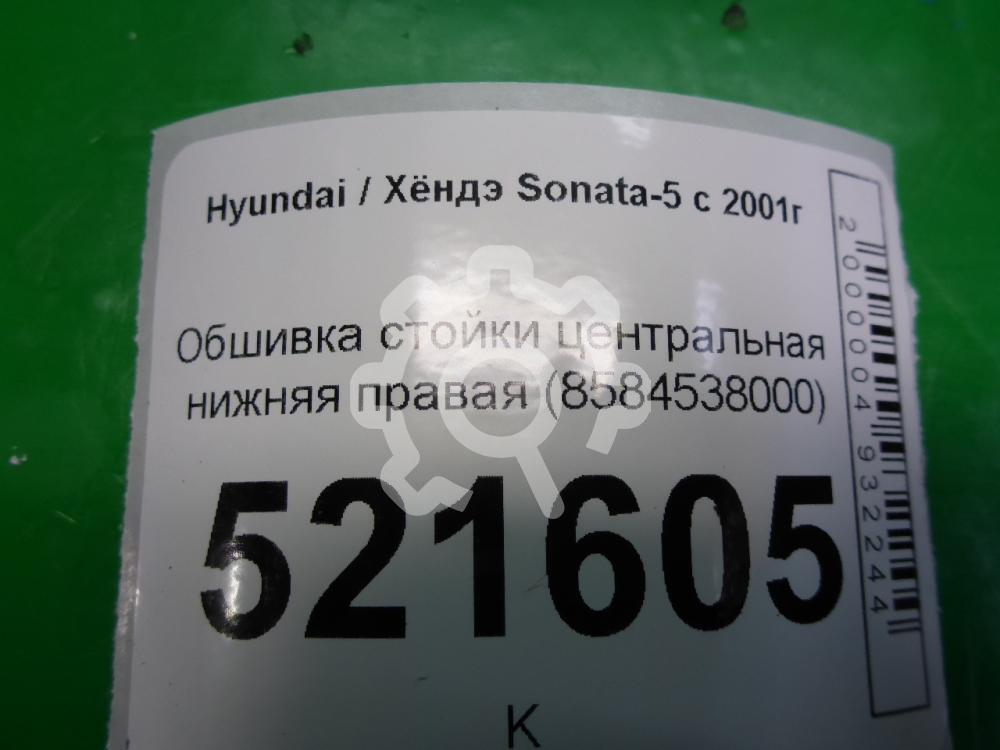 Hyundai / Хёндэ Sonata-5 с 2001г
Обшивка стойки центральная
нижняя правая (8584538000)
521605
К
2000004932244